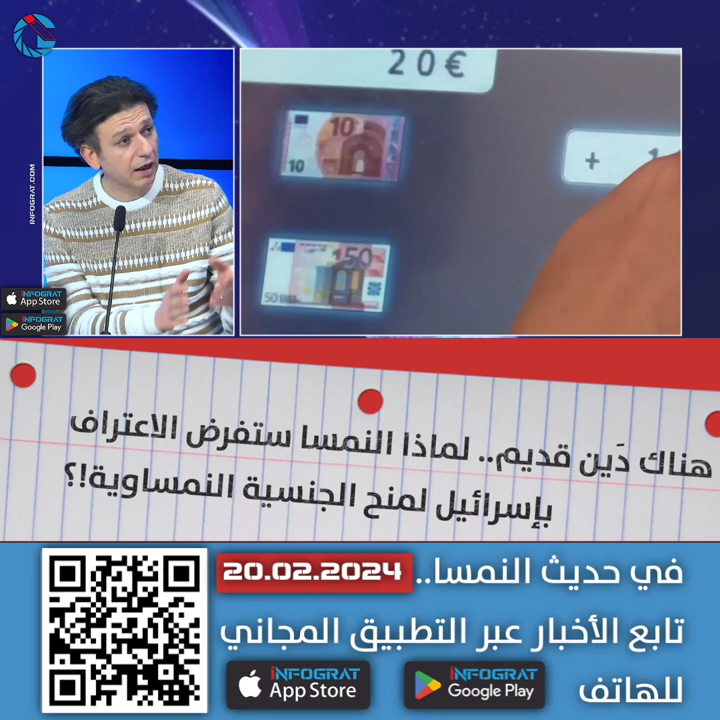 20€
10
10
+ 1
50
50 EURO
INFOGRAT.COM
INFOGRAT
App Store
INFOGRAT
Google Play
هناك دَين قديم.. لماذا النمسا ستفرض الاعتراف
بإسرائيل لمنح الجنسية النمساوية!؟
في حديث النمسا.. 20.02.2024
تابع الأخبار عبر التطبيق المجاني
للهاتف
INFOGRAT
App Store
INFOGRAT
Google Play